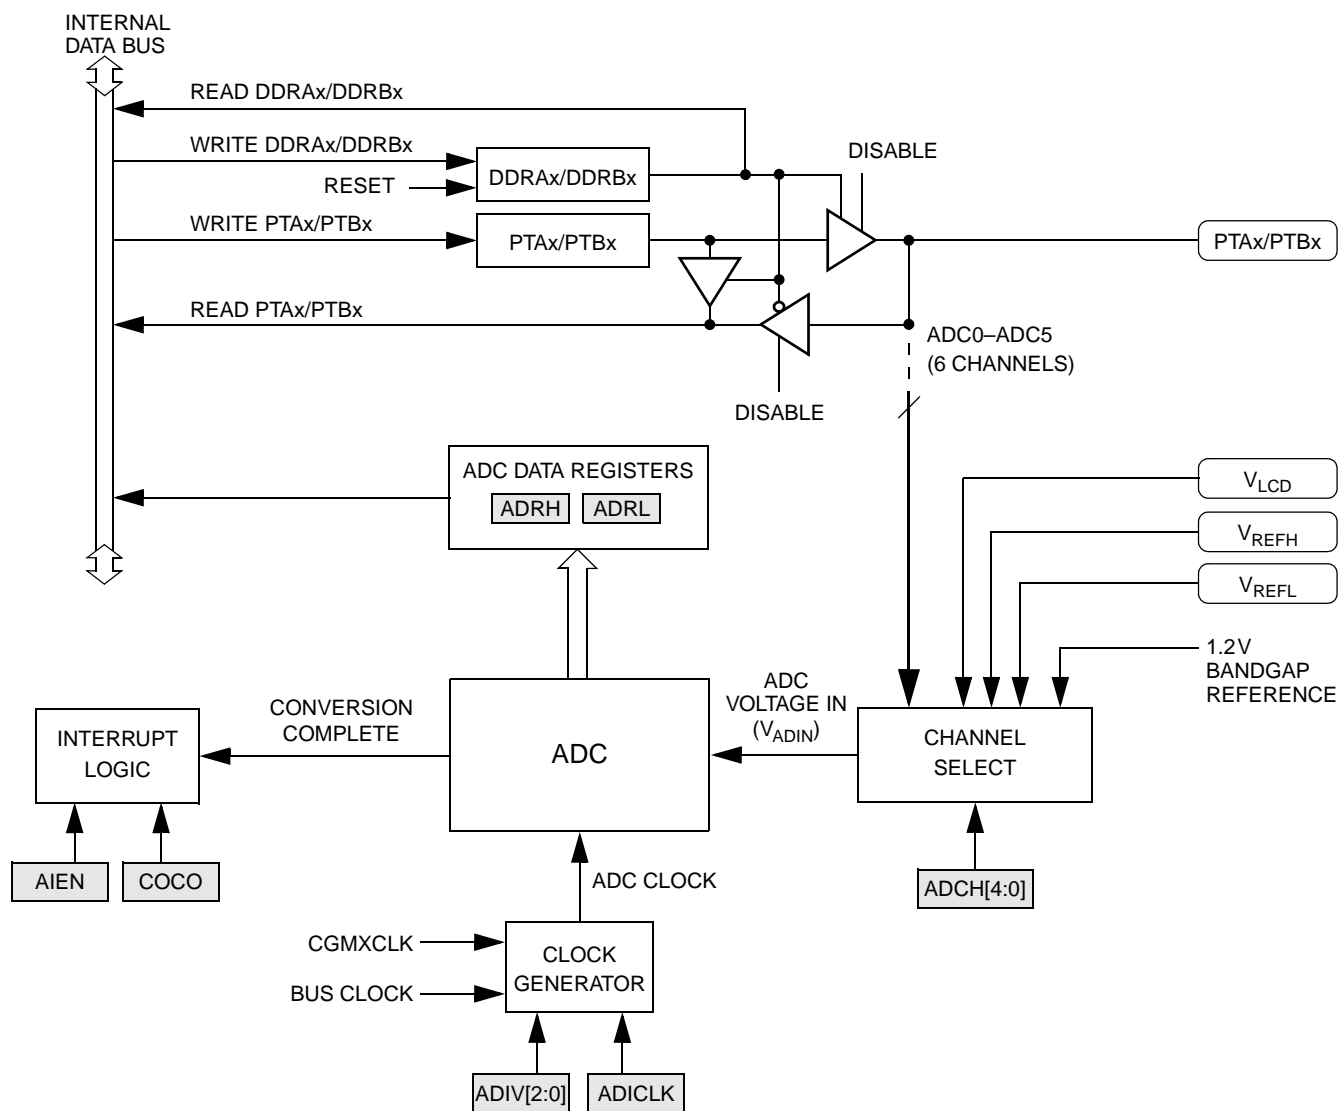 INTERNAL
DATA BUS
READ DDRAx/DDRBx
WRITE DDRAx/DDRBx
DISABLE
DDRAx/DDRBx
RESET
WRITE PTAx/PTBx
PTAx/PTBx
PTAx/PTBx
READ PTAx/PTBx
ADC0–ADC5
(6 CHANNELS)
DISABLE
ADC DATA REGISTERS
ADRH ADRL
VLCD
VREFH
VREFL
1.2V
BANDGAP
REFERENCE
ADC
VOLTAGE IN
(VADIN)
CONVERSION
COMPLETE
INTERRUPT
LOGIC
ADC
CHANNEL
SELECT
AIEN
COCO
ADC CLOCK
ADCH[4:0]
CGMXCLK
BUS CLOCK
CLOCK
GENERATOR
ADIV[2:0]
ADICLK